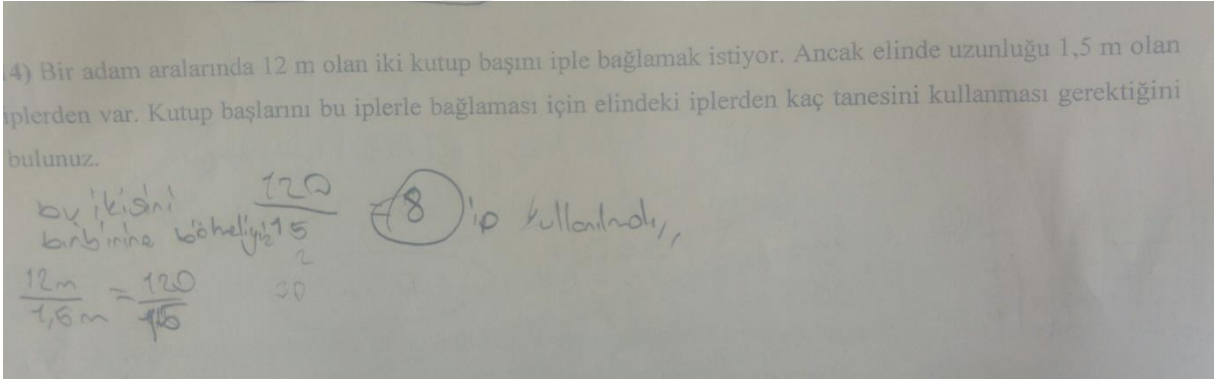 4) Bir adam aralarında 12 m olan iki kutup başını iple bağlamak istiyor. Ancak elinde uzunluğu 1,5 m olan
iplerden var. Kutup başlarını bu iplerle bağlaması için elindeki iplerden kaç tanesini kullanması gerektiğini
bulunuz.
bu ikisini
birbirine bölmeliyiz
120
15
= 8 ip kullanılmalı,,
2
30
12m / 1,5m = 120 / 15